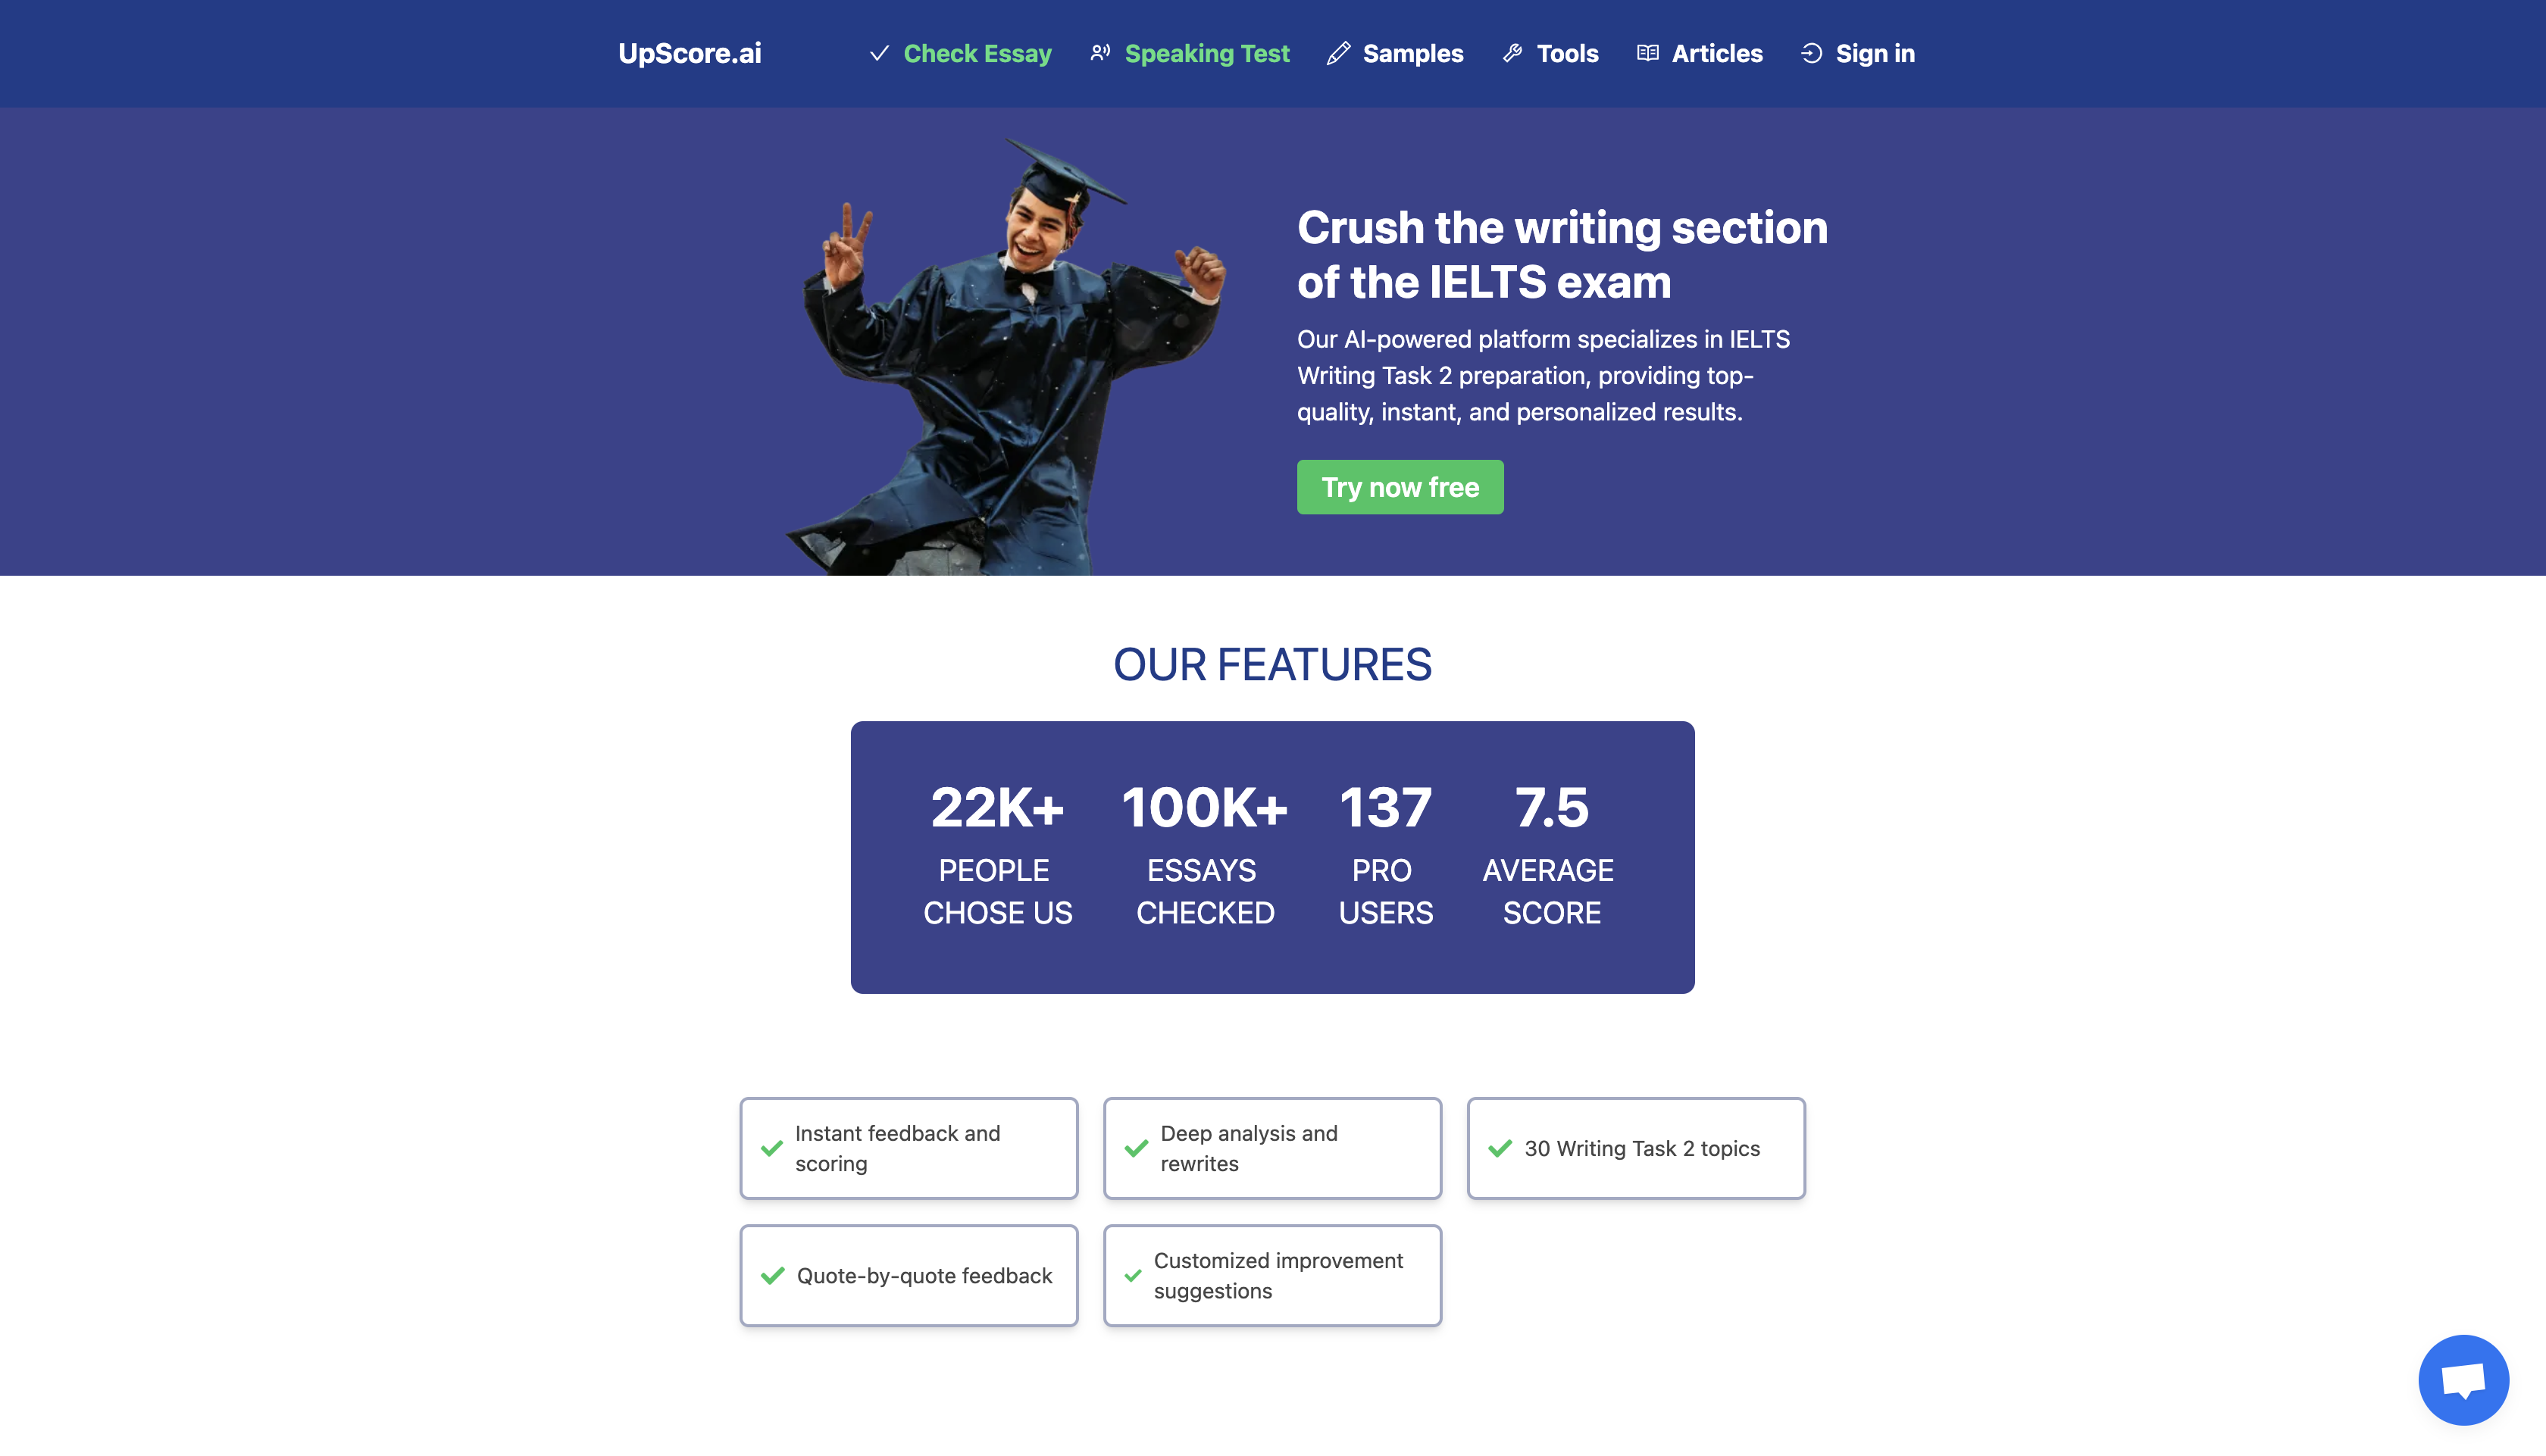 UpScore.ai
Check Essay
Speaking Test
Samples
Tools
Articles
Sign in
Crush the writing section
of the IELTS exam
Our AI-powered platform specializes in IELTS
Writing Task 2 preparation, providing top-
quality, instant, and personalized results.
Try now free
OUR FEATURES
22K+
PEOPLE
CHOSE US
100K+
ESSAYS
CHECKED
137
PRO
USERS
7.5
AVERAGE
SCORE
Instant feedback and
scoring
Deep analysis and
rewrites
30 Writing Task 2 topics
Quote-by-quote feedback
Customized improvement
suggestions